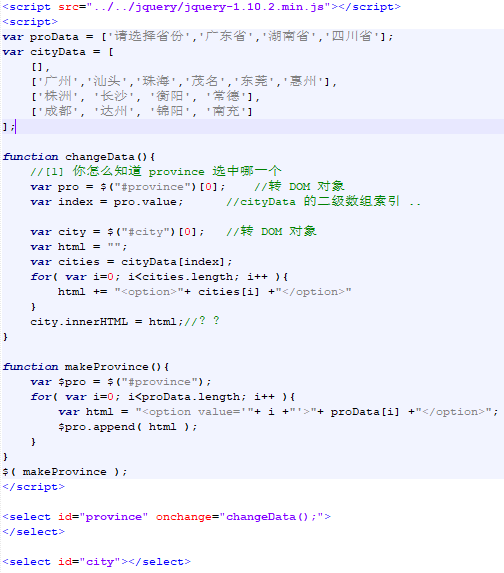 <script src="../../jquery/jquery-1.10.2.min.js"></script>
<script>
var proData = ['请选择省份','广东省','湖南省','四川省'];
var cityData = [
    [],
    ['广州','汕头','珠海','茂名','东莞','惠州'],
    ['株洲', '长沙', '衡阳', '常德'],
    ['成都', '达州', '锦阳', '南充']
];
function changeData(){
    //[1] 你怎么知道 province 选中哪一个
    var pro = $("#province")[0];    //转 DOM 对象
    var index = pro.value;      //cityData 的二级数组索引 ..
    var city = $("#city")[0];   //转 DOM 对象
    var html = "";
    var cities = cityData[index];
    for( var i=0; i<cities.length; i++ ){
        html += "<option>"+ cities[i] +"</option>"
    }
    city.innerHTML = html;//？？
}
function makeProvince(){
    var $pro = $("#province");
    for( var i=0; i<proData.length; i++ ){
        var html = "<option value='"+ i +"'>"+ proData[i] +"</option>";
        $pro.append( html );
    }
}
$( makeProvince );
</script>
<select id="province" onchange="changeData();">
</select>
<select id="city"></select>